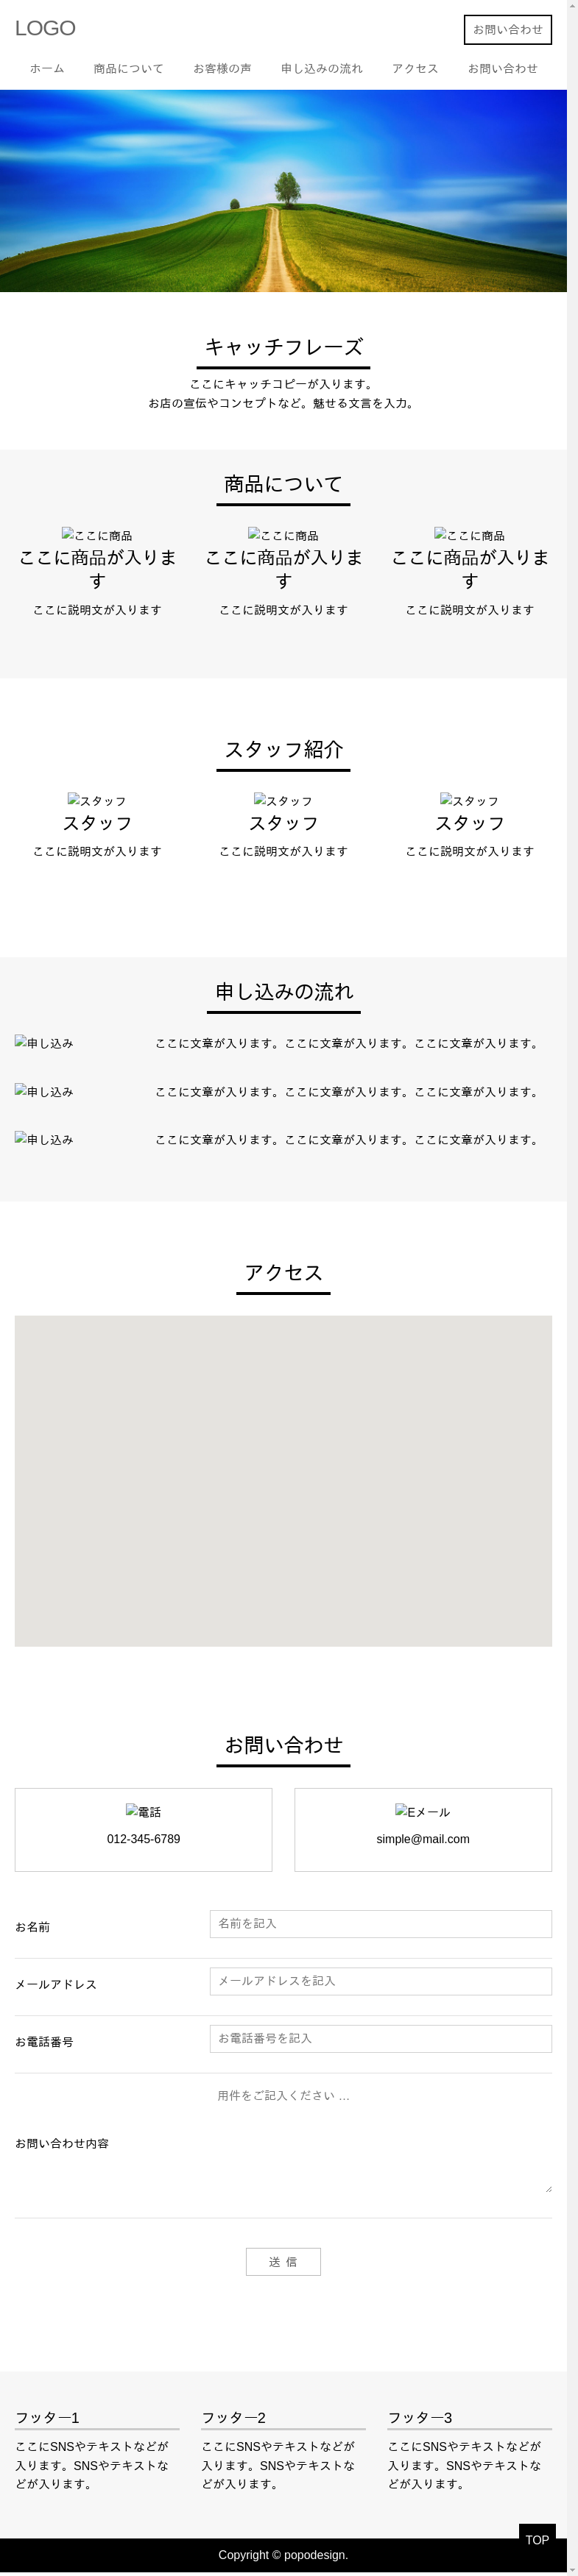 LOGO
お問い合わせ
ホーム 商品について お客様の声 申し込みの流れ アクセス お問い合わせ
キャッチフレーズ
ここにキャッチコピーが入ります。
お店の宣伝やコンセプトなど。魅せる文言を入力。
商品について
ここに商品 ここに商品 ここに商品
ここに商品が入りま ここに商品が入りま ここに商品が入りま
す す す
ここに説明文が入ります ここに説明文が入ります ここに説明文が入ります
スタッフ紹介
スタッフ スタッフ スタッフ
スタッフ スタッフ スタッフ
ここに説明文が入ります ここに説明文が入ります ここに説明文が入ります
申し込みの流れ
申し込み ここに文章が入ります。ここに文章が入ります。ここに文章が入ります。
申し込み ここに文章が入ります。ここに文章が入ります。ここに文章が入ります。
申し込み ここに文章が入ります。ここに文章が入ります。ここに文章が入ります。
アクセス
お問い合わせ
電話 Eメール
012-345-6789 simple@mail.com
お名前 名前を記入
メールアドレス メールアドレスを記入
お電話番号 お電話番号を記入
用件をご記入ください ...
お問い合わせ内容
送 信
フッター1 フッター2 フッター3
ここにSNSやテキストなどが ここにSNSやテキストなどが ここにSNSやテキストなどが
入ります。SNSやテキストな 入ります。SNSやテキストな 入ります。SNSやテキストな
どが入ります。 どが入ります。 どが入ります。
TOP
Copyright © popodesign.